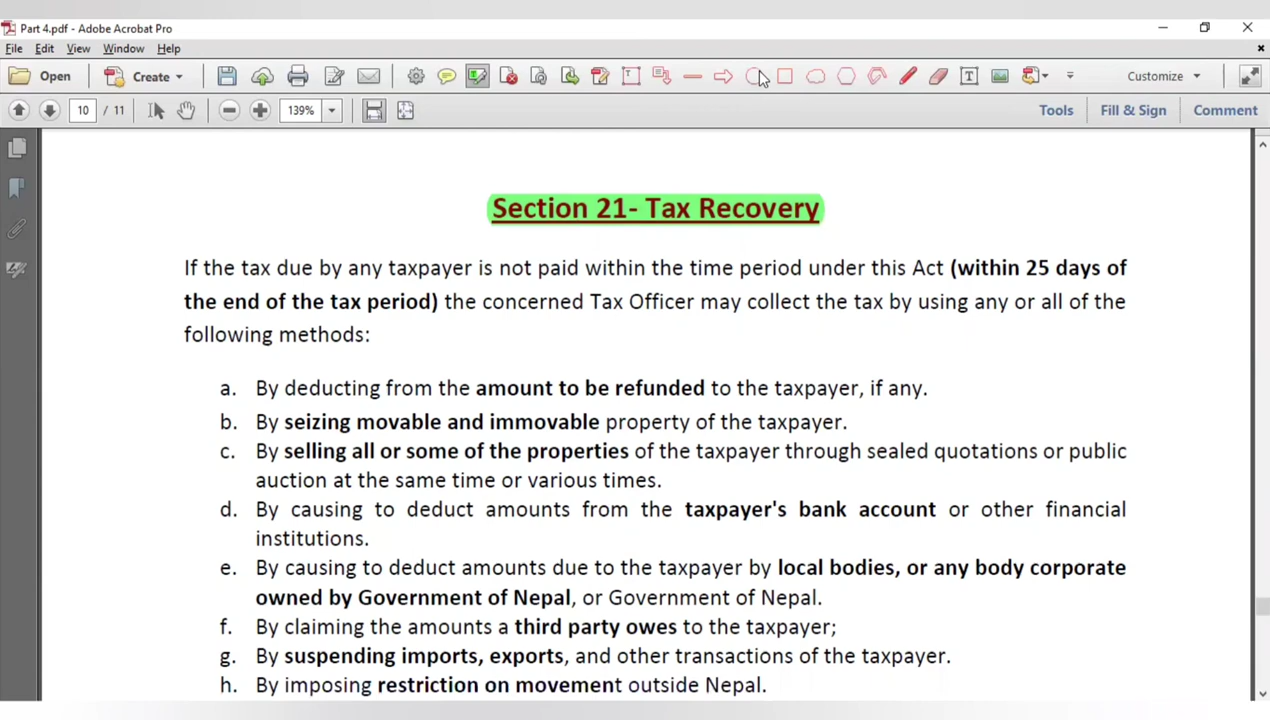 Part 4.pdf - Adobe Acrobat Pro
File Edit View Window Help
Open Create Customize
10 / 11 139% Tools Fill & Sign Comment
Section 21- Tax Recovery
If the tax due by any taxpayer is not paid within the time period under this Act (within 25 days of
the end of the tax period) the concerned Tax Officer may collect the tax by using any or all of the
following methods:
a. By deducting from the amount to be refunded to the taxpayer, if any.
b. By seizing movable and immovable property of the taxpayer.
c. By selling all or some of the properties of the taxpayer through sealed quotations or public
auction at the same time or various times.
d. By causing to deduct amounts from the taxpayer's bank account or other financial
institutions.
e. By causing to deduct amounts due to the taxpayer by local bodies, or any body corporate
owned by Government of Nepal, or Government of Nepal.
f. By claiming the amounts a third party owes to the taxpayer;
g. By suspending imports, exports, and other transactions of the taxpayer.
h. By imposing restriction on movement outside Nepal.